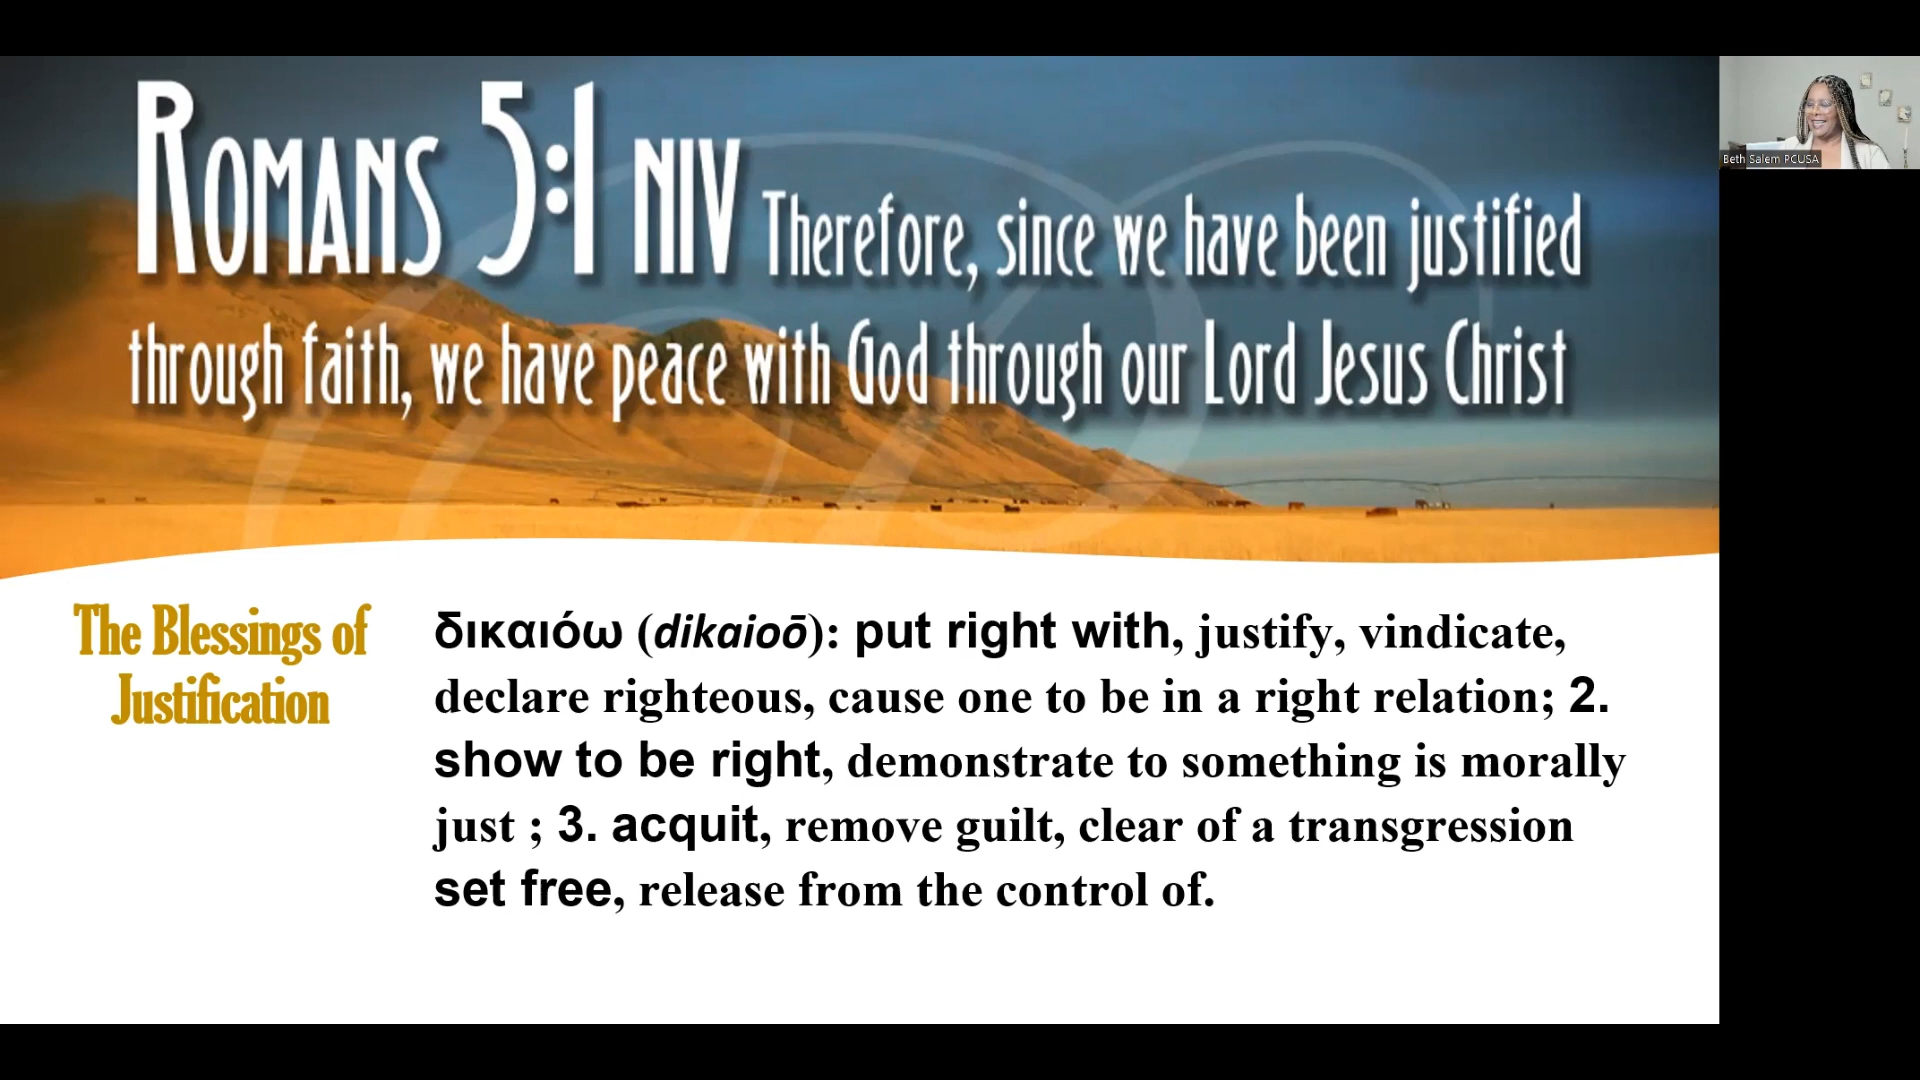 Romans 5:1 NIV Therefore, since we have been justified
through faith, we have peace with God through our Lord Jesus Christ
Beth Salem PCUSA
The Blessings of
Justification
δικαιόω (dikaioō): put right with, justify, vindicate,
declare righteous, cause one to be in a right relation; 2.
show to be right, demonstrate to something is morally
just ; 3. acquit, remove guilt, clear of a transgression
set free, release from the control of.